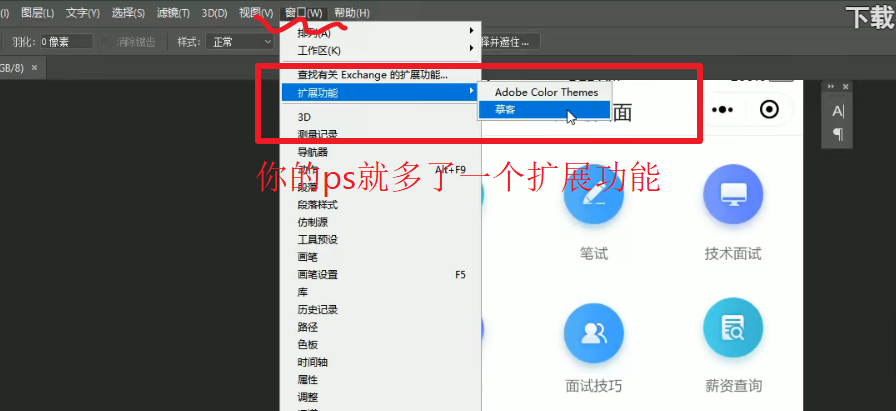 (I) 图层(L) 文字(Y) 选择(S) 滤镜(T) 3D(D) 视图(V) 窗口(W) 帮助(H)
下载
羽化: 0 像素 消除锯齿 样式: 正常 择并遮住...
GB/8) ×
排列(A)
工作区(K)
查找有关 Exchange 的扩展功能...
扩展功能
Adobe Color Themes
摹客
面
3D
测量记录
导航器
动作 Alt+F9
段落
段落样式
仿制源
工具预设
画笔
画笔设置 F5
库
历史记录
路径
色板
时间轴
属性
调整
你的ps就多了一个扩展功能
笔试 技术面试
面试技巧 薪资查询